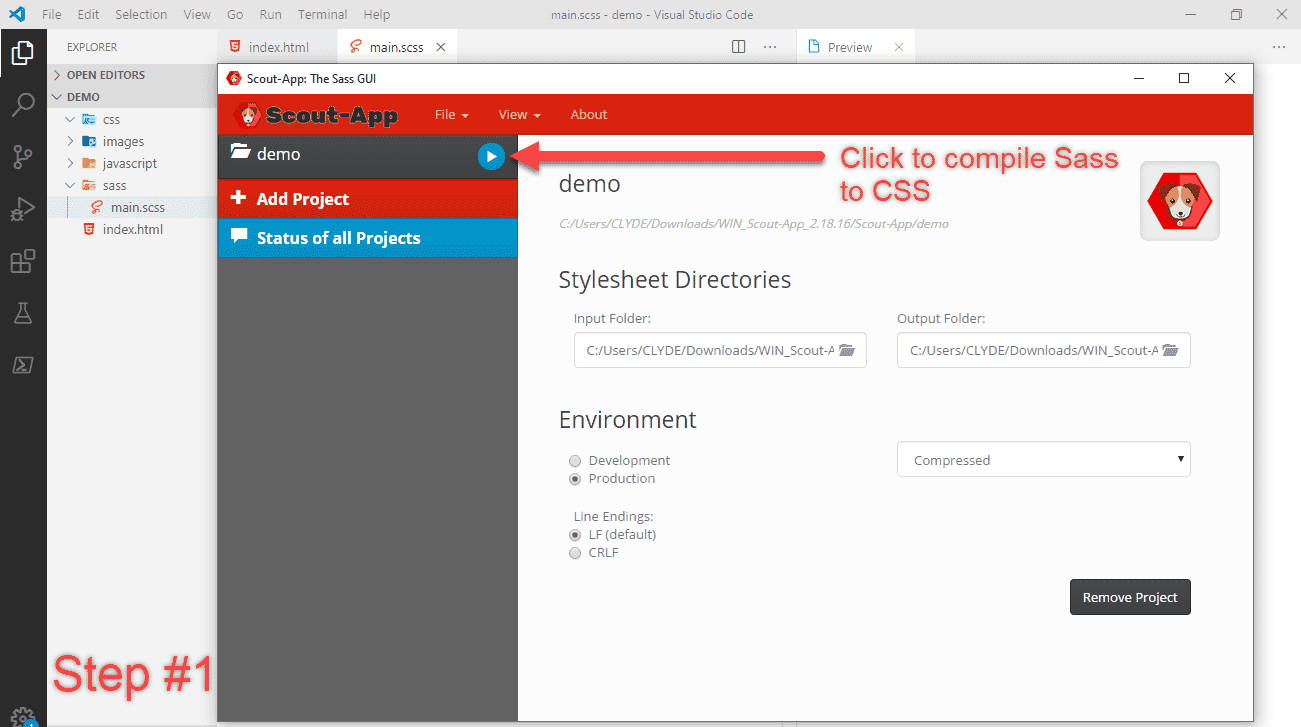 File Edit Selection View Go Run Terminal Help main.scss - demo - Visual Studio Code
EXPLORER
index.html
main.scss
Preview
OPEN EDITORS
DEMO
css
images
javascript
sass
main.scss
index.html
Scout-App: The Sass GUI
Scout-App
File View About
demo
Add Project
Status of all Projects
Click to compile Sass
to CSS
demo
C:/Users/CLYDE/Downloads/WIN_Scout-App_2.18.16/Scout-App/demo
Stylesheet Directories
Input Folder: Output Folder:
C:/Users/CLYDE/Downloads/WIN_Scout-A C:/Users/CLYDE/Downloads/WIN_Scout-A
Environment
Development
Production
Compressed
Line Endings:
LF (default)
CRLF
Remove Project
Step #1
1